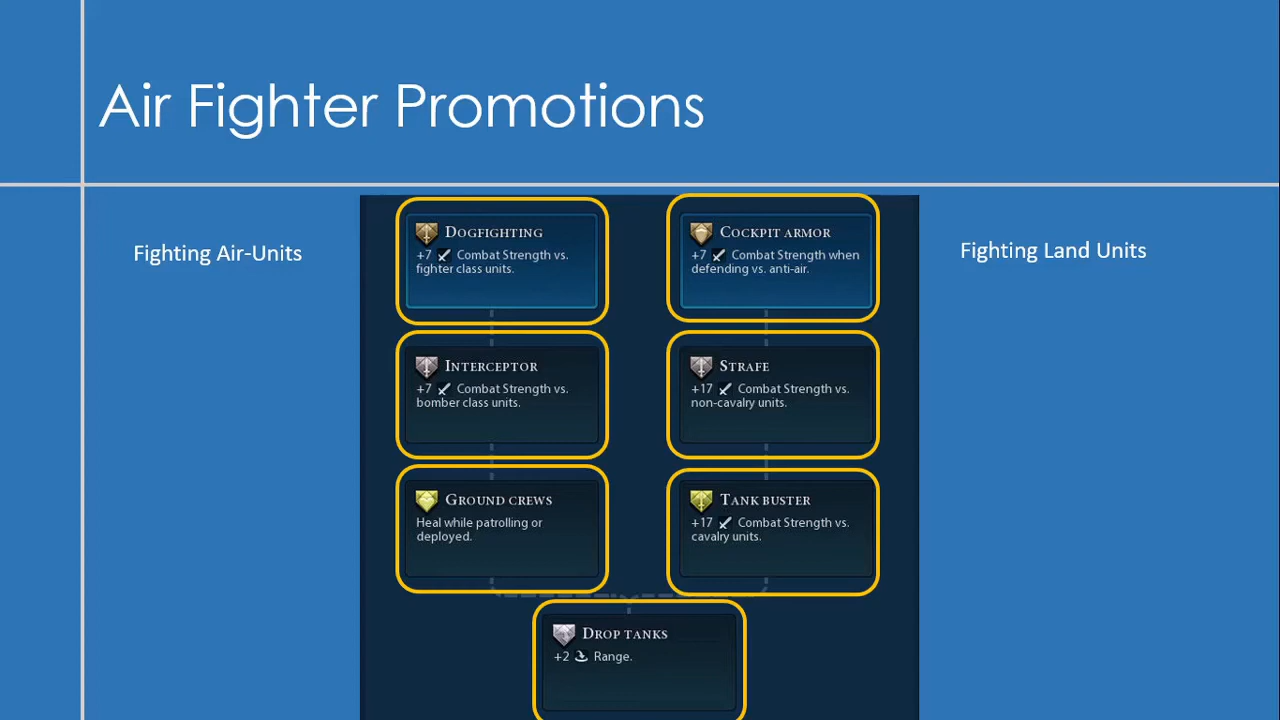 Air Fighter Promotions
Fighting Air-Units
Fighting Land Units
DOGFIGHTING
+7 Combat Strength vs.
fighter class units.
COCKPIT ARMOR
+7 Combat Strength when
defending vs. anti-air.
INTERCEPTOR
+7 Combat Strength vs.
bomber class units.
STRAFE
+17 Combat Strength vs.
non-cavalry units.
GROUND CREWS
Heal while patrolling or
deployed.
TANK BUSTER
+17 Combat Strength vs.
cavalry units.
DROP TANKS
+2 Range.